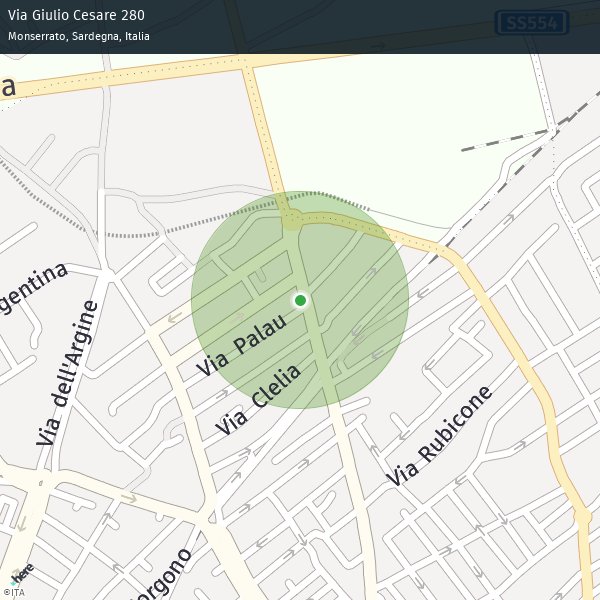 Via Giulio Cesare 280
Monserrato, Sardegna, Italia
SS554
a
gentina
Via dell'Argine
Via Palau
Via Clelia
Via Rubicone
orgono
here
©ITA